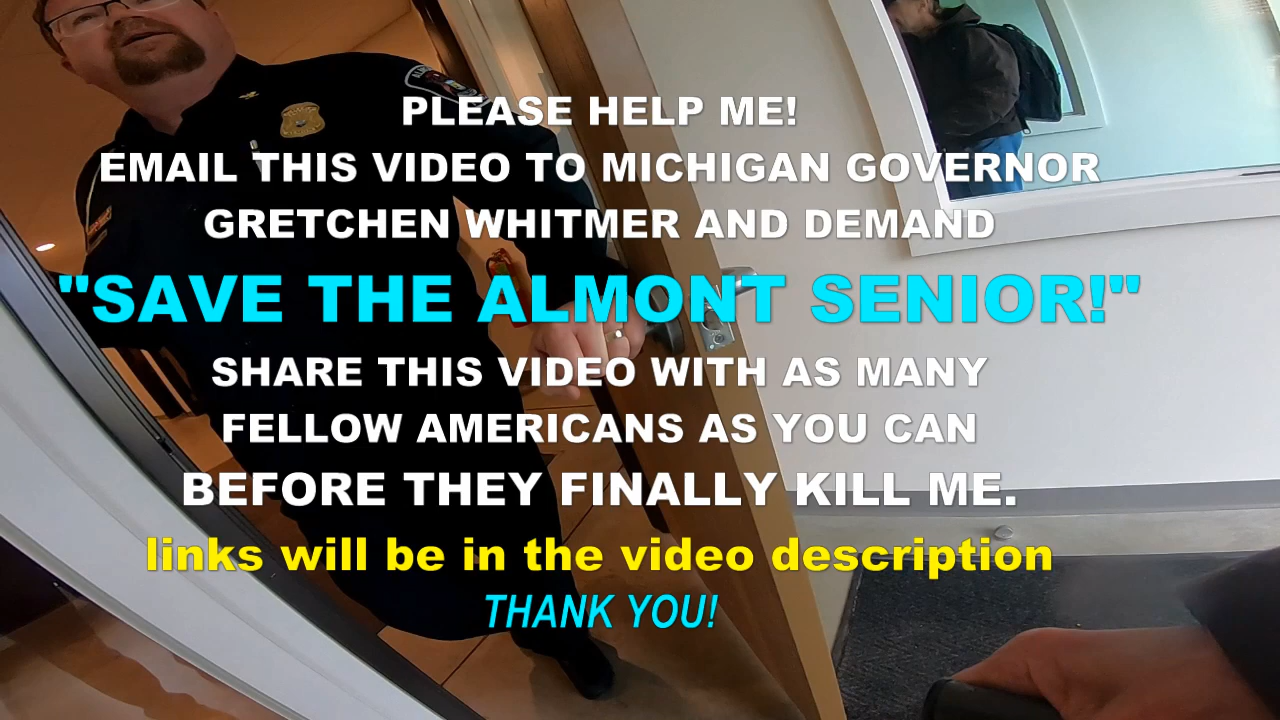 PLEASE HELP ME!
EMAIL THIS VIDEO TO MICHIGAN GOVERNOR
GRETCHEN WHITMER AND DEMAND
"SAVE THE ALMONT SENIOR!"
SHARE THIS VIDEO WITH AS MANY
FELLOW AMERICANS AS YOU CAN
BEFORE THEY FINALLY KILL ME.
links will be in the video description
THANK YOU!